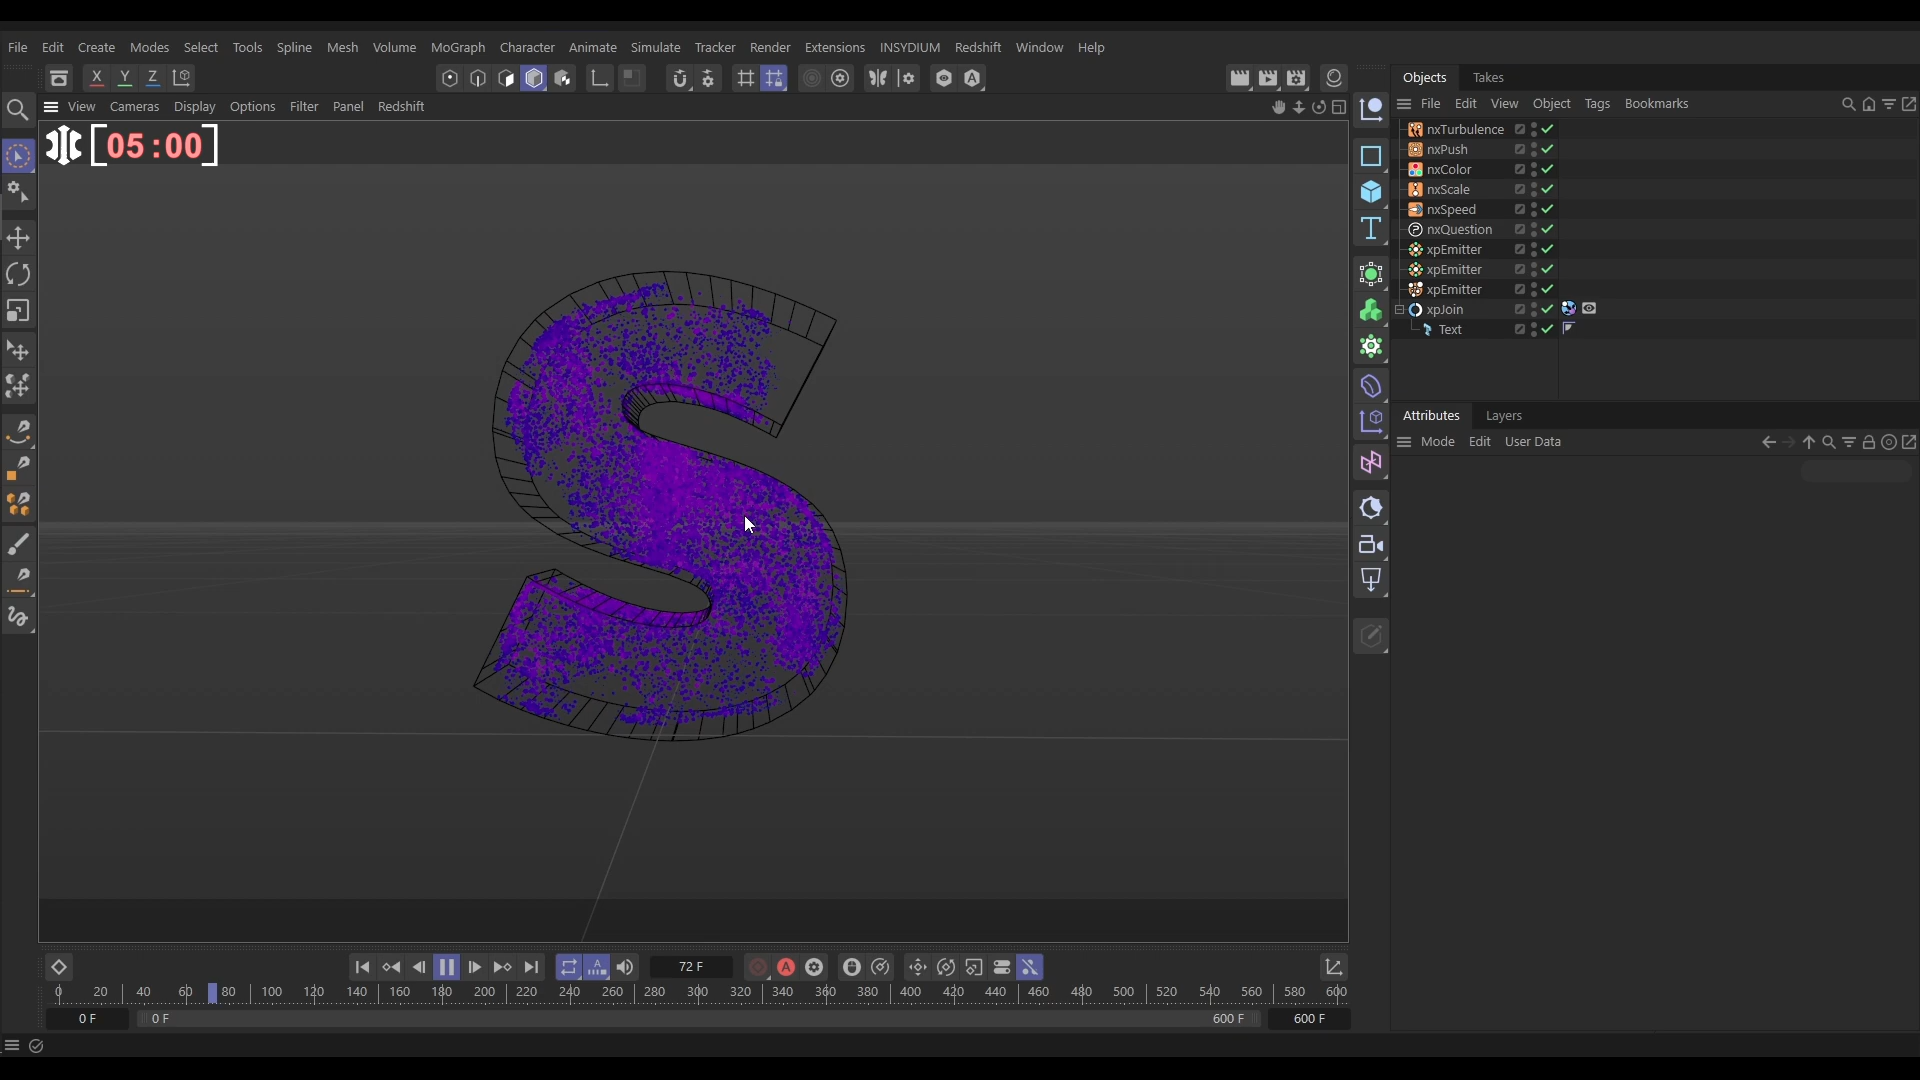 File Edit Create Modes Select Tools Spline Mesh Volume MoGraph Character Animate Simulate Tracker Render Extensions INSYDIUM Redshift Window Help
X Y Z
Objects Takes
View Cameras Display Options Filter Panel Redshift
File Edit View Object Tags Bookmarks
[05:00]
nxTurbulence
nxPush
nxColor
nxScale
nxSpeed
nxQuestion
xpEmitter
xpEmitter
xpEmitter
xpJoin
Text
Attributes Layers
Mode Edit User Data
72 F
0 20 40 60 80 100 120 140 160 180 200 220 240 260 280 300 320 340 360 380 400 420 440 460 480 500 520 540 560 580 600
0 F 0 F 600 F 600 F